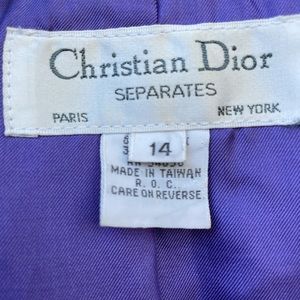 Christian Dior
SEPARATES
PARIS NEW YORK
14
MADE IN TAIWAN
R. O. C.
CARE ON REVERSE